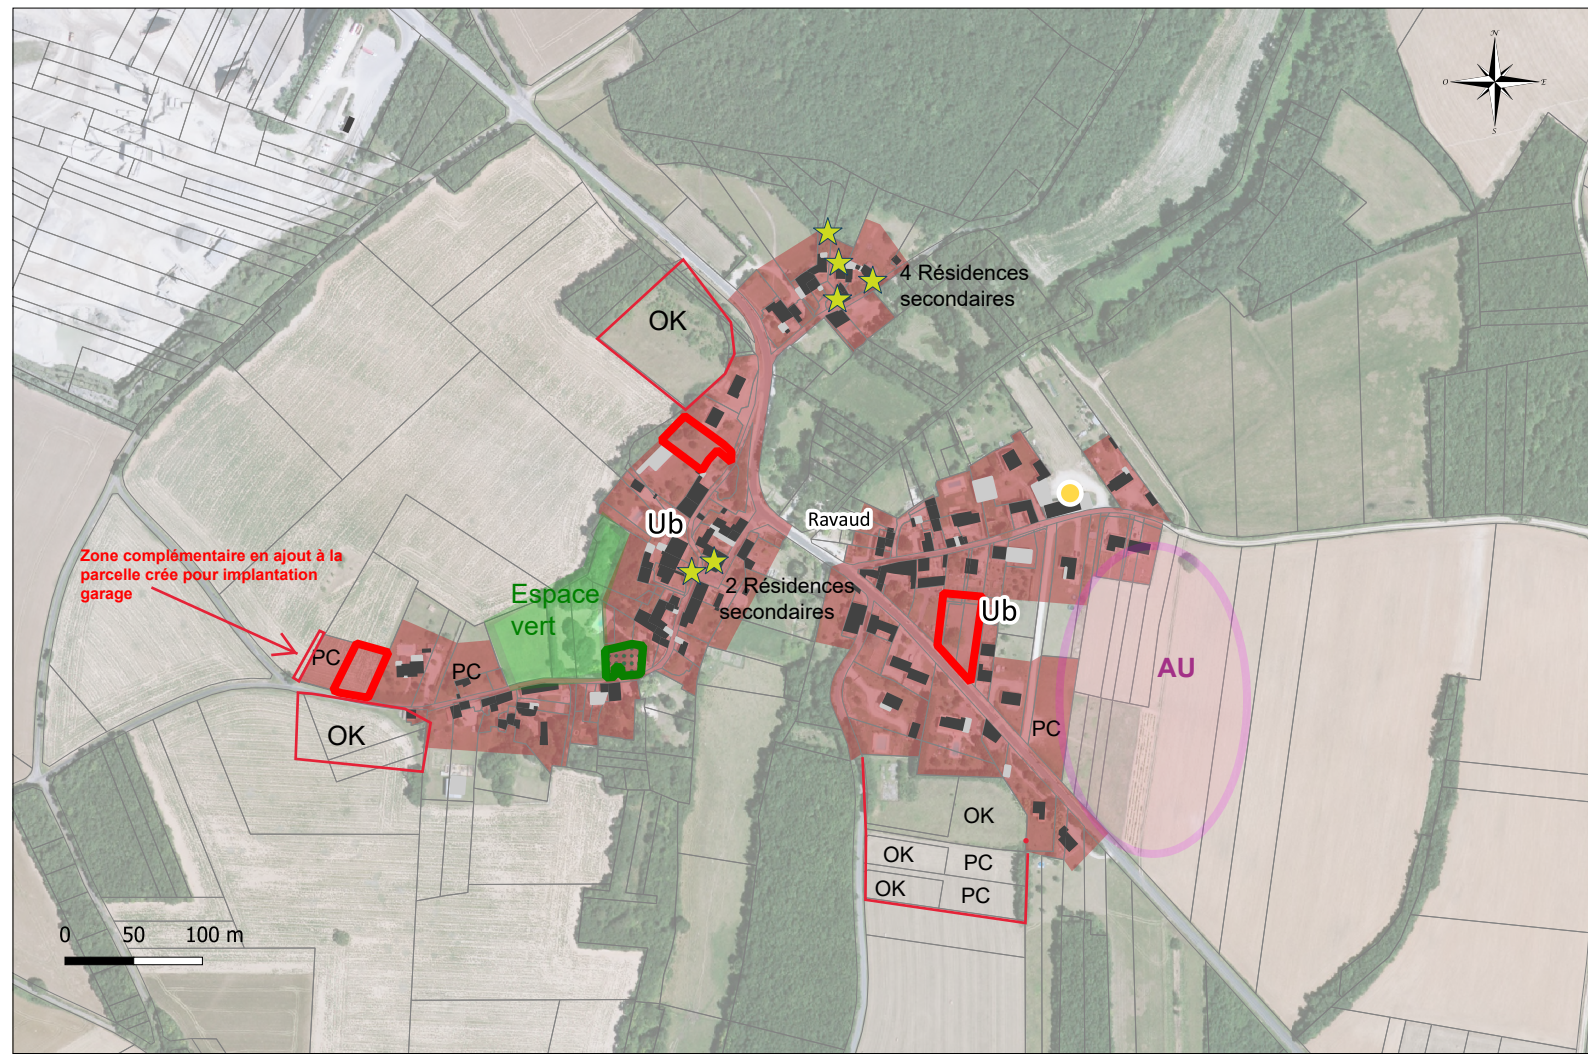 N
O
E
S
4 Résidences
secondaires
OK
Ub
Ravaud
Zone complémentaire en ajout à la
parcelle crée pour implantation
garage
Espace
vert
2 Résidences
secondaires
Ub
PC
PC
AU
OK
PC
OK
OK
PC
OK
PC
0 50 100 m